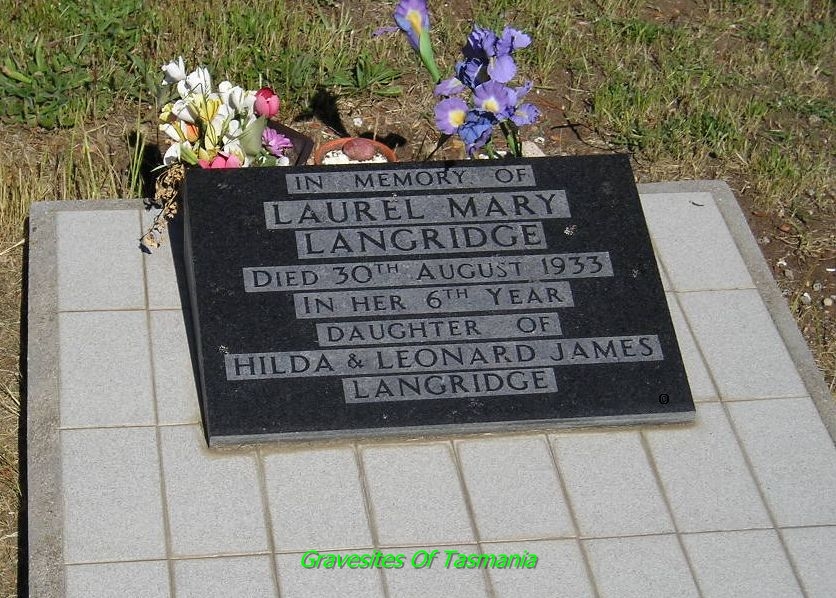 IN MEMORY OF
LAUREL MARY
LANGRIDGE
DIED 30TH AUGUST 1933
IN HER 6TH YEAR
DAUGHTER OF
HILDA & LEONARD JAMES
LANGRIDGE
Gravesites Of Tasmania